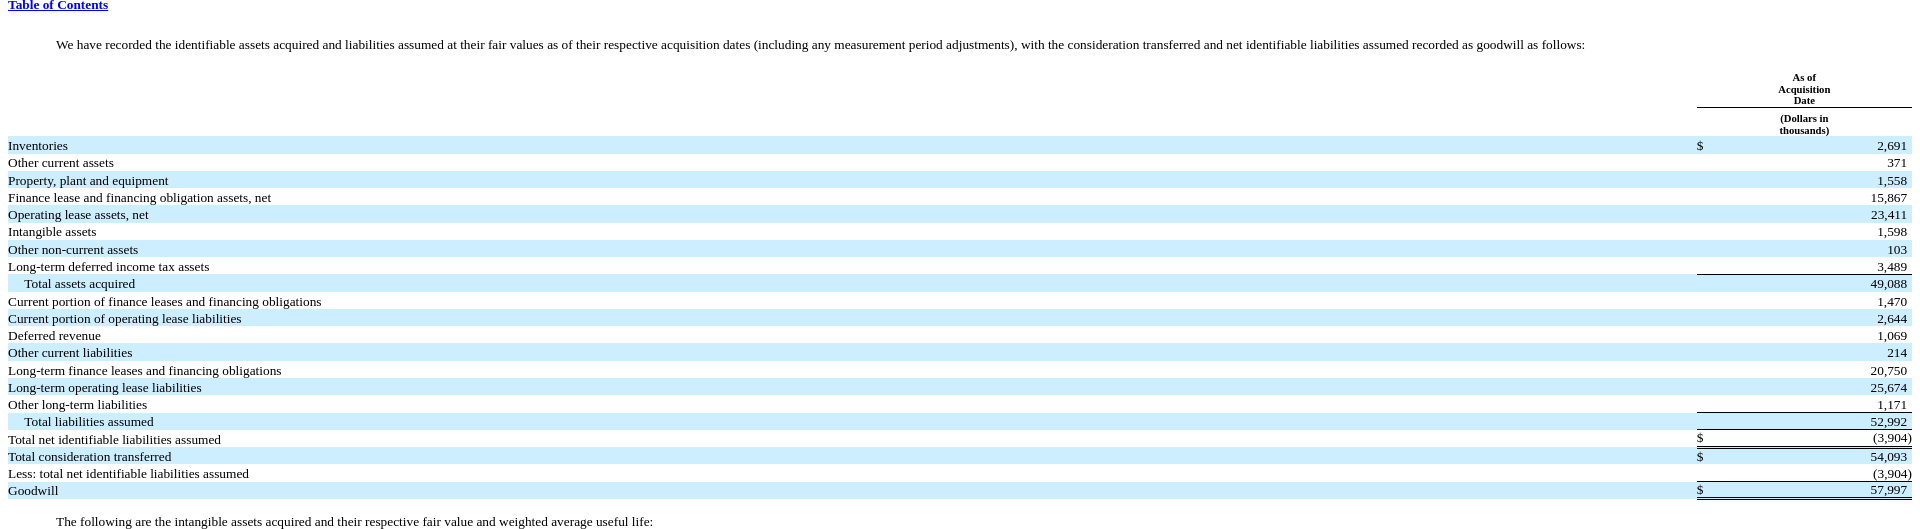 Table of Contents
We have recorded the identifiable assets acquired and liabilities assumed at their fair values as of their respective acquisition dates (including any measurement period adjustments), with the consideration transferred and net identifiable liabilities assumed recorded as goodwill as follows:
As of
Acquisition
Date
(Dollars in
thousands)
Inventories $ 2,691
Other current assets 371
Property, plant and equipment 1,558
Finance lease and financing obligation assets, net 15,867
Operating lease assets, net 23,411
Intangible assets 1,598
Other non-current assets 103
Long-term deferred income tax assets 3,489
Total assets acquired 49,088
Current portion of finance leases and financing obligations 1,470
Current portion of operating lease liabilities 2,644
Deferred revenue 1,069
Other current liabilities 214
Long-term finance leases and financing obligations 20,750
Long-term operating lease liabilities 25,674
Other long-term liabilities 1,171
Total liabilities assumed 52,992
Total net identifiable liabilities assumed $ (3,904)
Total consideration transferred $ 54,093
Less: total net identifiable liabilities assumed (3,904)
Goodwill $ 57,997
The following are the intangible assets acquired and their respective fair value and weighted average useful life: